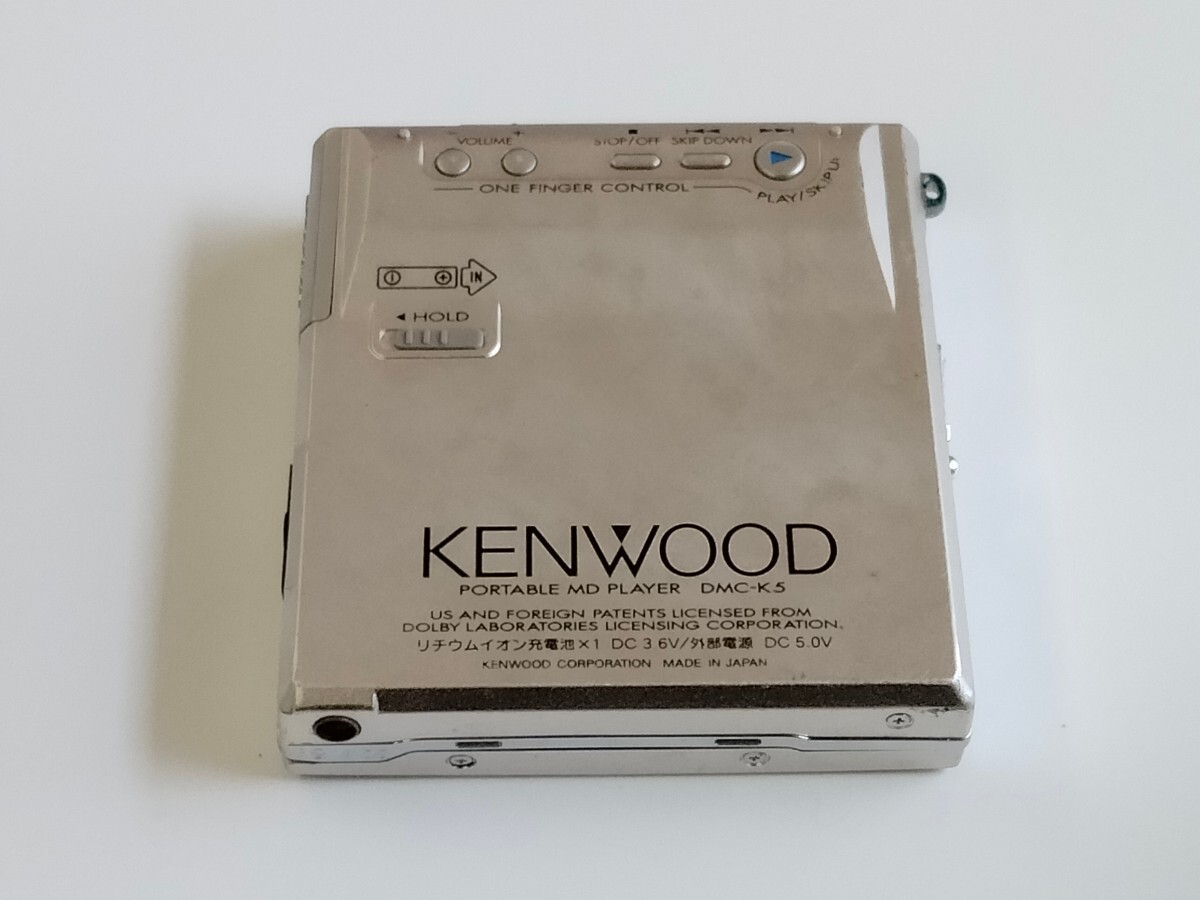 - VOLUME +
STOP/OFF SKIP DOWN
PLAY/SKIP UP
ONE FINGER CONTROL
IN
HOLD
KENWOOD
PORTABLE MD PLAYER DMC-K5
US AND FOREIGN PATENTS LICENSED FROM
DOLBY LABORATORIES LICENSING CORPORATION.
リチウムイオン充電池×1 DC 3.6V/外部電源 DC 5.0V
KENWOOD CORPORATION MADE IN JAPAN